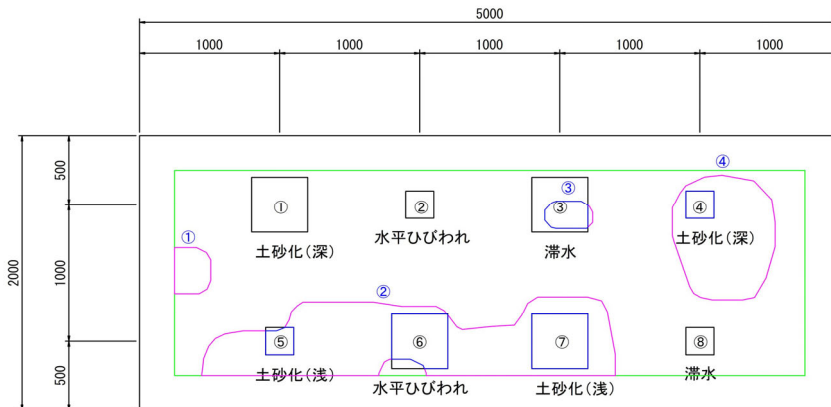 5000
1000 1000 1000 1000 1000
2000
500
1000
500
④
① ② ③ ③ ④
土砂化(深) 水平ひびわれ 滞水 土砂化(深)
①
②
⑤ ⑥ ⑦ ⑧
土砂化(浅) 水平ひびわれ 土砂化(浅) 滞水